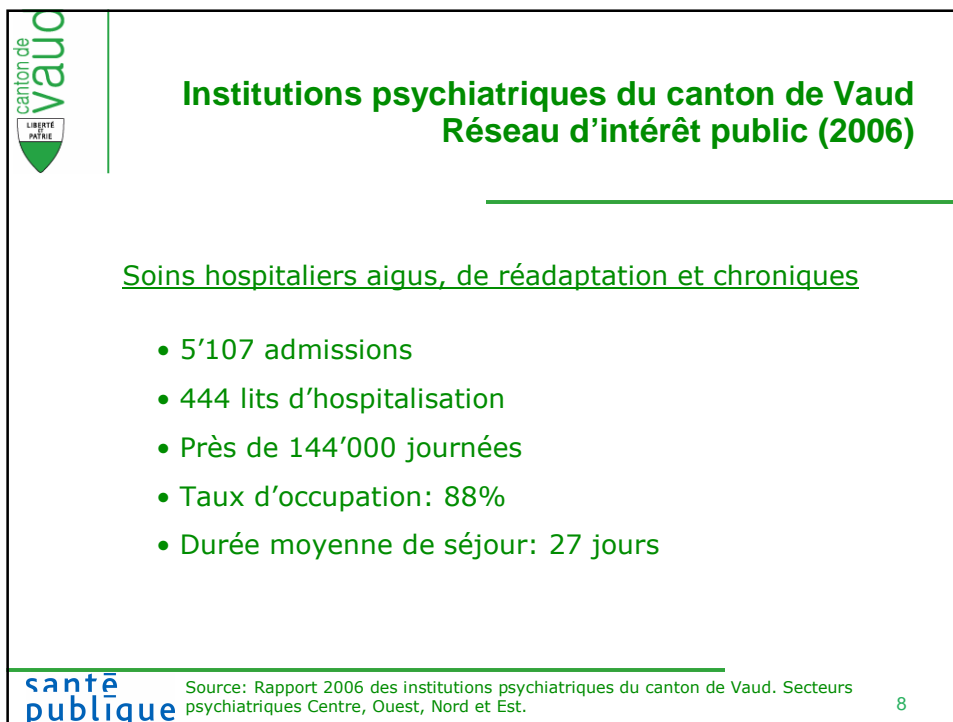 canton de
vaud
LIBERTÉ
ET
PATRIE
Institutions psychiatriques du canton de Vaud
Réseau d’intérêt public (2006)
Soins hospitaliers aigus, de réadaptation et chroniques
• 5’107 admissions
• 444 lits d’hospitalisation
• Près de 144’000 journées
• Taux d’occupation: 88%
• Durée moyenne de séjour: 27 jours
santē
publique
Source: Rapport 2006 des institutions psychiatriques du canton de Vaud. Secteurs
psychiatriques Centre, Ouest, Nord et Est.
8